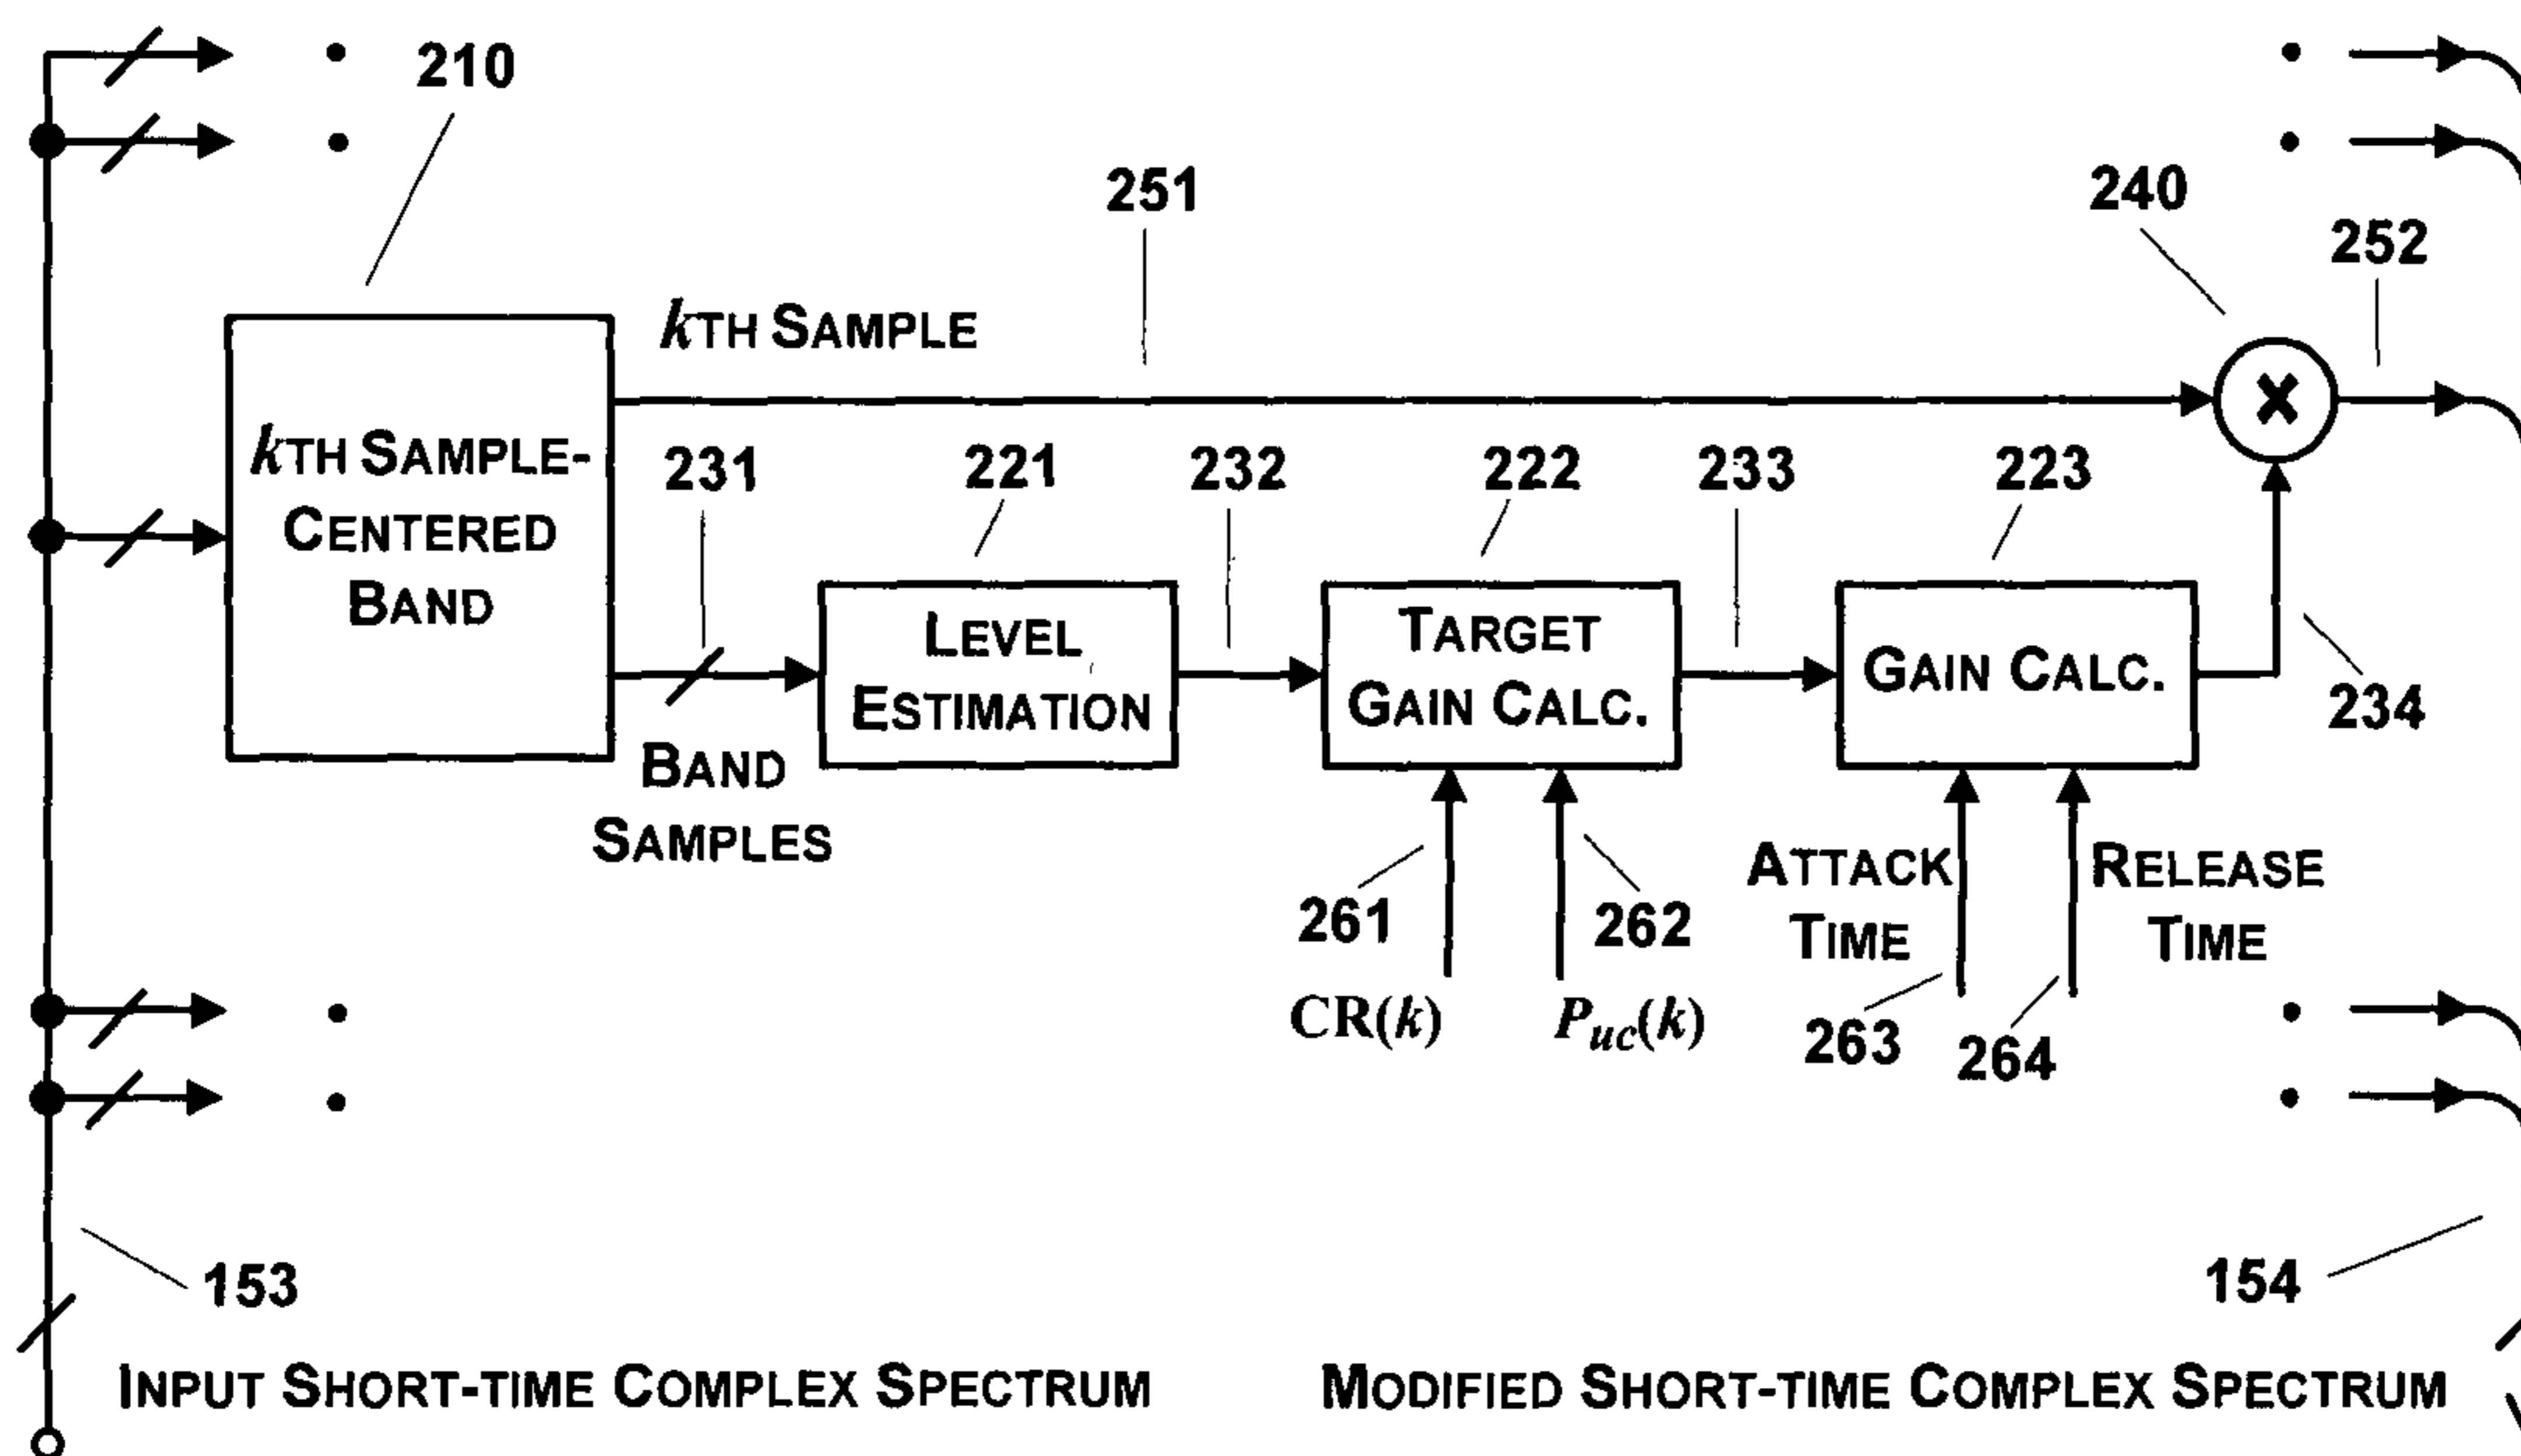 210
251
240
252
kTH SAMPLE
kTH SAMPLE-
CENTERED
BAND
231
221
232
222
233
223
LEVEL
ESTIMATION
TARGET
GAIN CALC.
GAIN CALC.
234
BAND
SAMPLES
ATTACK
TIME
RELEASE
TIME
261
262
CR(k)
Puc(k)
263
264
153
154
INPUT SHORT-TIME COMPLEX SPECTRUM
MODIFIED SHORT-TIME COMPLEX SPECTRUM